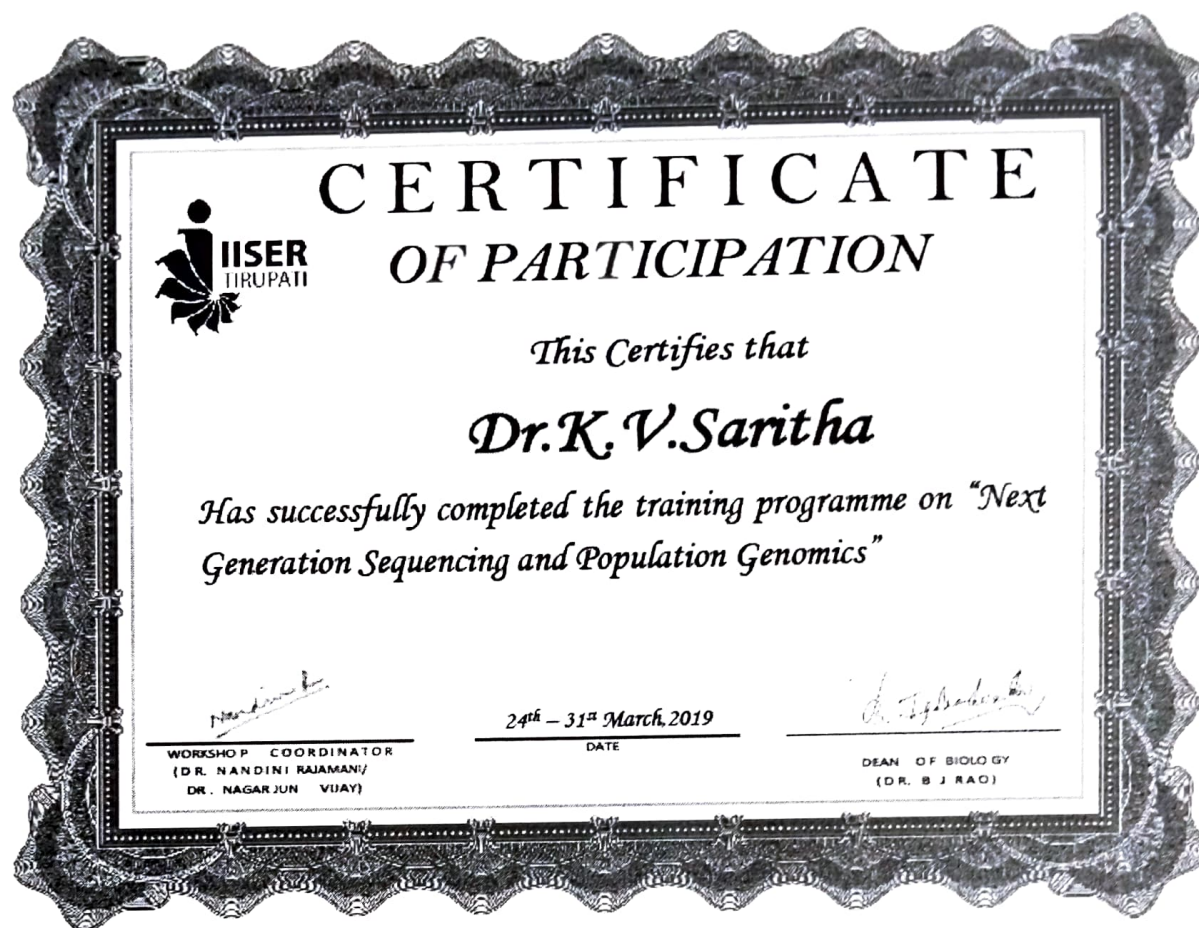 CERTIFICATE
IISER
TIRUPATI
OF PARTICIPATION
This Certifies that
Dr.K.V.Saritha
Has successfully completed the training programme on “Next
Generation Sequencing and Population Genomics”
24th – 31st March, 2019
DATE
WORKSHOP COORDINATOR
(DR. NANDINI RAJAMANI/
DR. NAGARJUN VIJAY)
DEAN OF BIOLOGY
(DR. B J RAO)